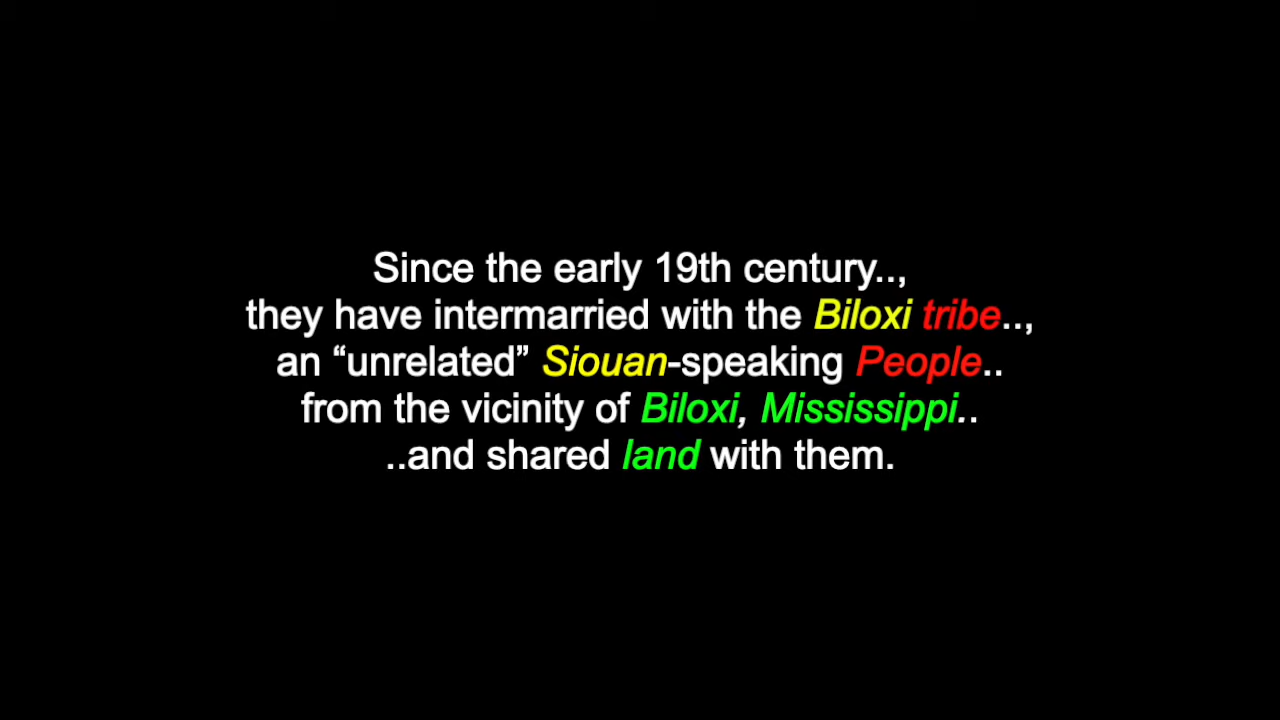 Since the early 19th century..,
they have intermarried with the Biloxi tribe..,
an “unrelated” Siouan-speaking People..
from the vicinity of Biloxi, Mississippi..
..and shared land with them.